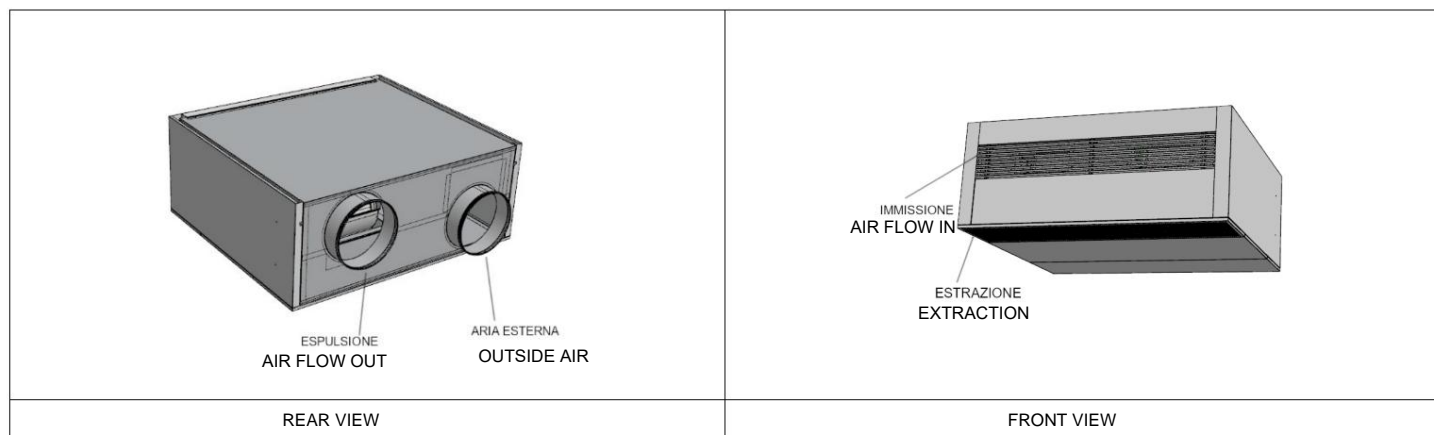 ESPULSIONE
AIR FLOW OUT
ARIA ESTERNA
OUTSIDE AIR
REAR VIEW
IMMISSIONE
AIR FLOW IN
ESTRAZIONE
EXTRACTION
FRONT VIEW